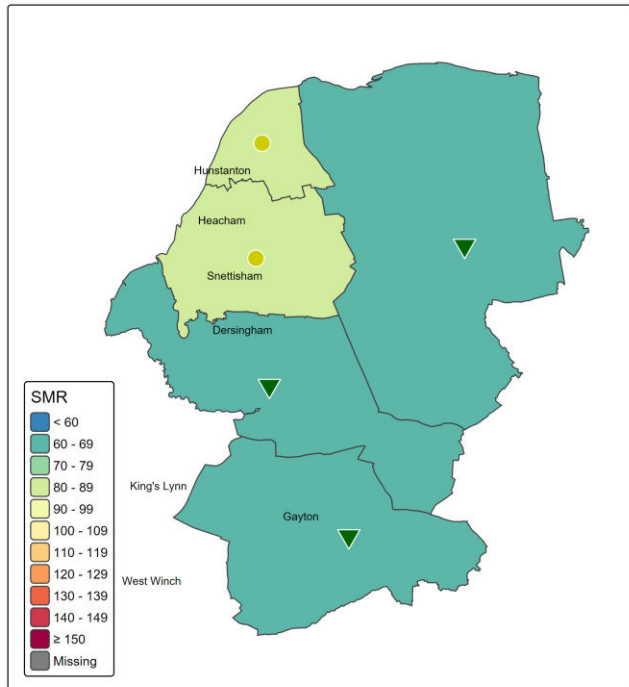 Hunstanton
Heacham
Snettisham
Dersingham
SMR
< 60
60 - 69
70 - 79
80 - 89
90 - 99
100 - 109
110 - 119
120 - 129
130 - 139
140 - 149
≥ 150
Missing
King's Lynn
Gayton
West Winch